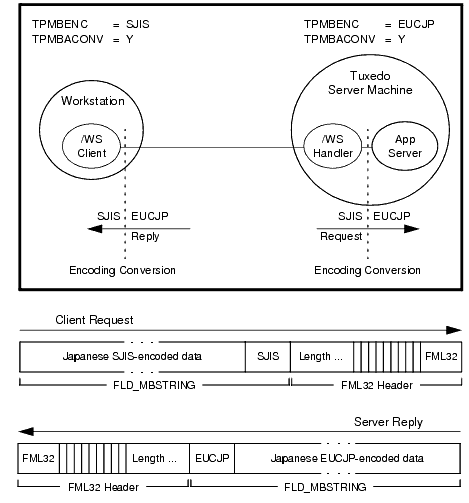 TPMBENC = SJIS
TPMBACONV = Y
TPMBENC = EUCJP
TPMBACONV = Y
Tuxedo
Server Machine
Workstation
/WS
Client
/WS
Handler
App
Server
SJIS EUCJP
Reply
SJIS EUCJP
Request
Encoding Conversion
Encoding Conversion
Client Request
Japanese SJIS-encoded data SJIS Length ... FML32
FLD_MBSTRING FML32 Header
Server Reply
FML32 Length ... EUCJP Japanese EUCJP-encoded data
FML32 Header FLD_MBSTRING